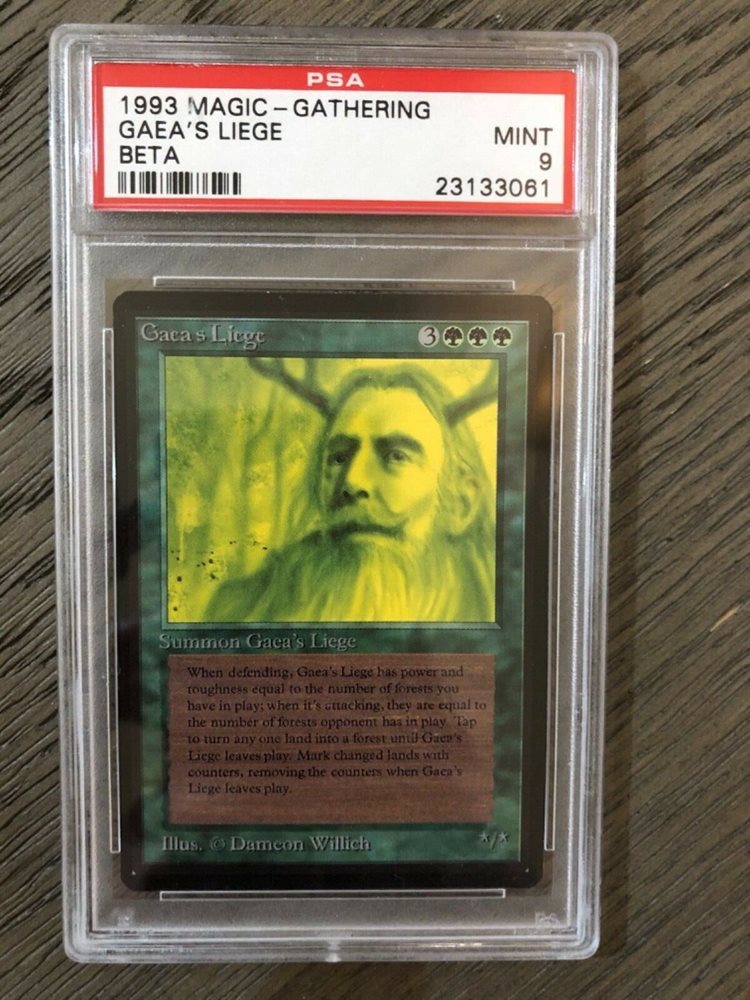 PSA
1993 MAGIC - GATHERING
GAEA'S LIEGE MINT
BETA 9
23133061
Gaea's Liege 3
Summon Gaea's Liege
When defending, Gaea's Liege has power and
toughness equal to the number of forests you
have in play; when it's attacking, they are equal to
the number of forests opponent has in play. Tap
to turn any one land into a forest until Gaea's
Liege leaves play. Mark changed lands with
counters, removing the counters when Gaea's
Liege leaves play.
Illus. © Dameon Willich */*